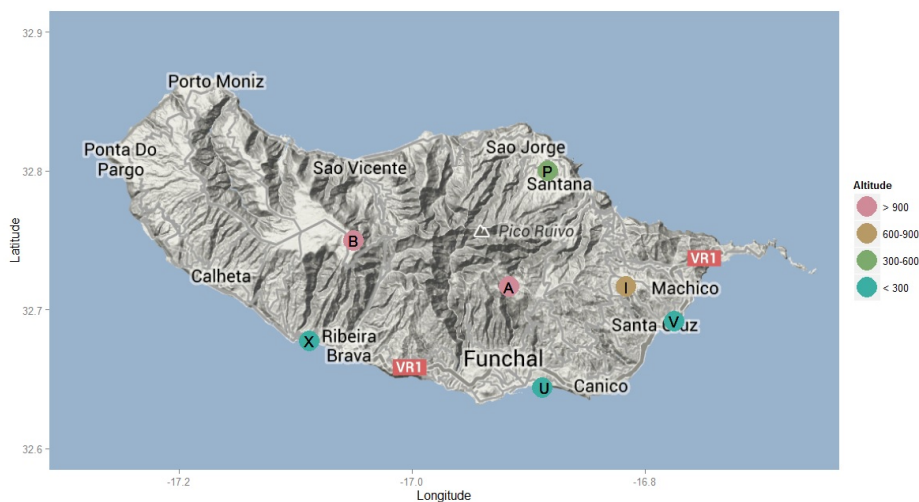 32.9
Porto Moniz
Ponta Do
Pargo
32.8
Sao Vicente
Sao Jorge
P
Santana
Altitude
> 900
600-900
300-600
< 300
Latitude
B
Pico Ruivo
VR1
Calheta
A
I
Machico
32.7
Santa Cruz
V
X
Ribeira
Brava
Funchal
VR1
U
Canico
32.6
-17.2
-17.0
-16.8
Longitude